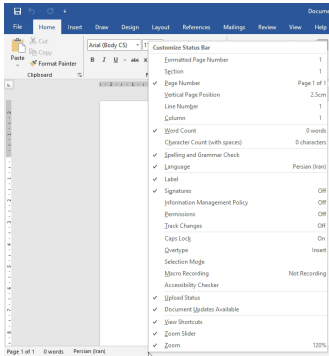 Docume
File Home Insert Draw Design Layout References Mailings Review View Help
Cut
Copy
Paste
Format Painter
Clipboard
Arial (Body CS)
B I U abc
Customize Status Bar
Formatted Page Number 1
Section 1
Page Number Page 1 of 1
Vertical Page Position 2.5cm
Line Number 1
Column 1
Word Count 0 words
Character Count (with spaces) 0 characters
Spelling and Grammar Check
Language Persian (Iran)
Label
Signatures Off
Information Management Policy Off
Permissions Off
Track Changes Off
Caps Lock On
Overtype Insert
Selection Mode
Macro Recording Not Recording
Accessibility Checker
Upload Status
Document Updates Available
View Shortcuts
Zoom Slider
Zoom 120%
Page 1 of 1 0 words Persian (Iran)